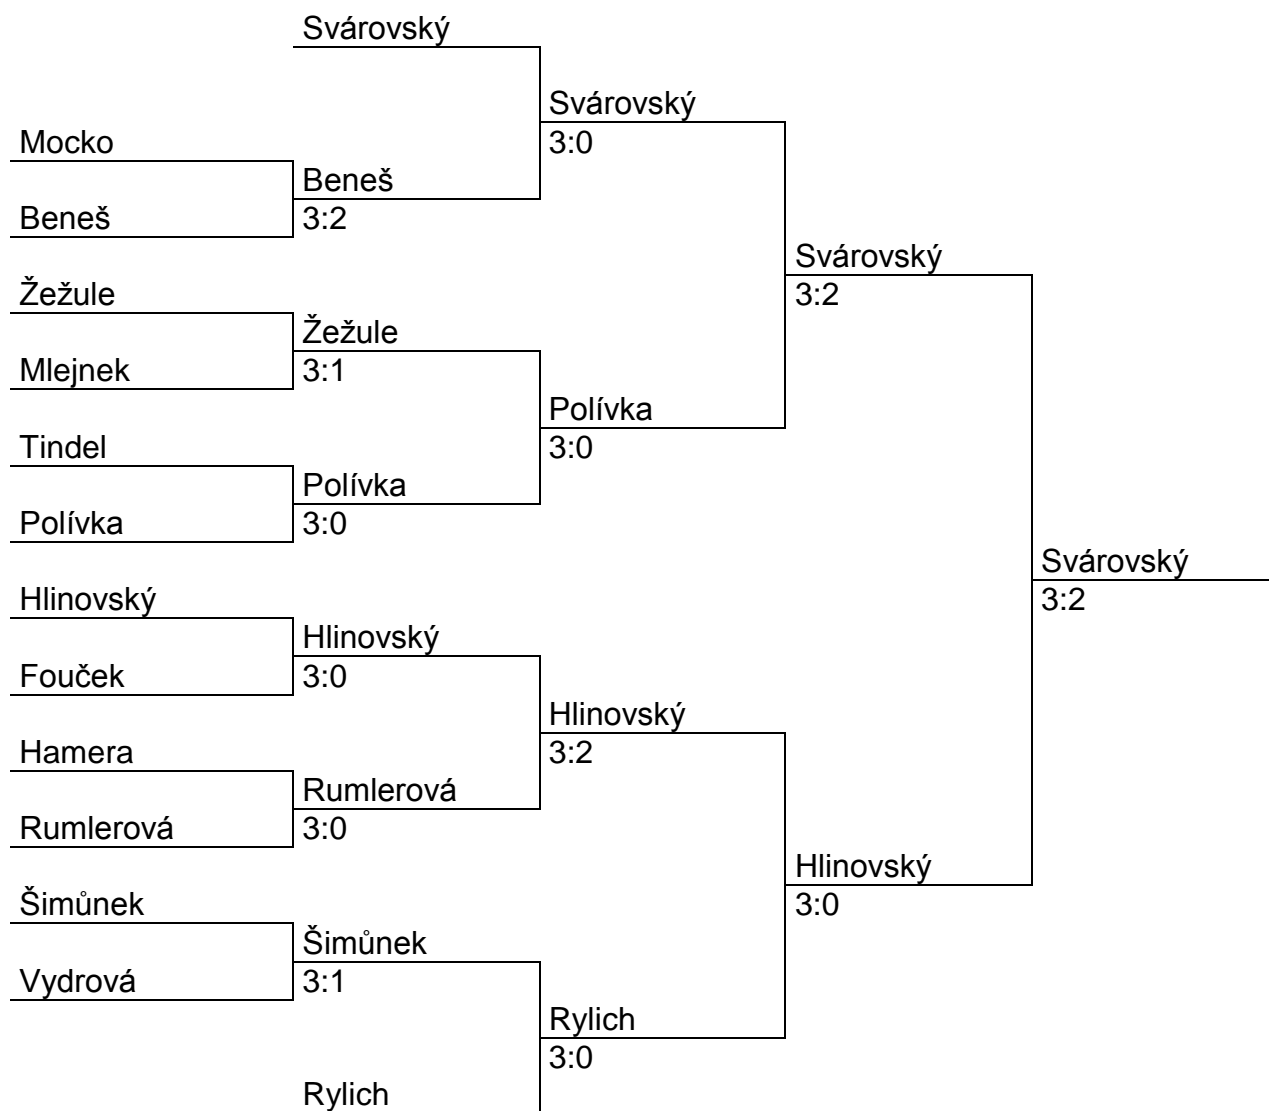 Svárovský
Svárovský
Mocko
3:0
Beneš
Beneš
3:2
Svárovský
Žežule
3:2
Žežule
Mlejnek
3:1
Polívka
Tindel
3:0
Polívka
Polívka
3:0
Svárovský
Hlinovský
3:2
Hlinovský
Fouček
3:0
Hlinovský
Hamera
3:2
Rumlerová
Rumlerová
3:0
Hlinovský
Šimůnek
3:0
Šimůnek
Vydrová
3:1
Rylich
3:0
Rylich